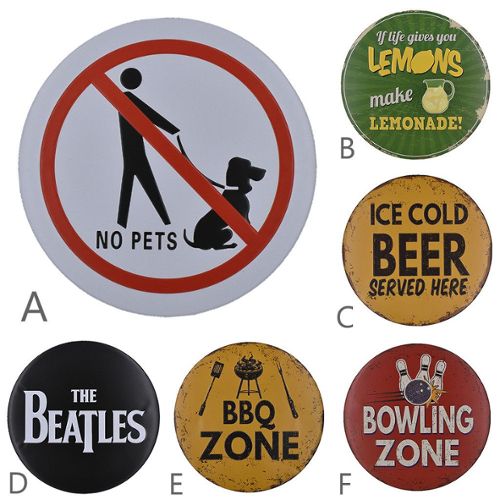 NO PETS
A
If life gives you
LEMONS
make
LEMONADE!
B
ICE COLD
BEER
SERVED HERE
C
THE
BEATLES
D
BBQ
ZONE
E
BOWLING
ZONE
F